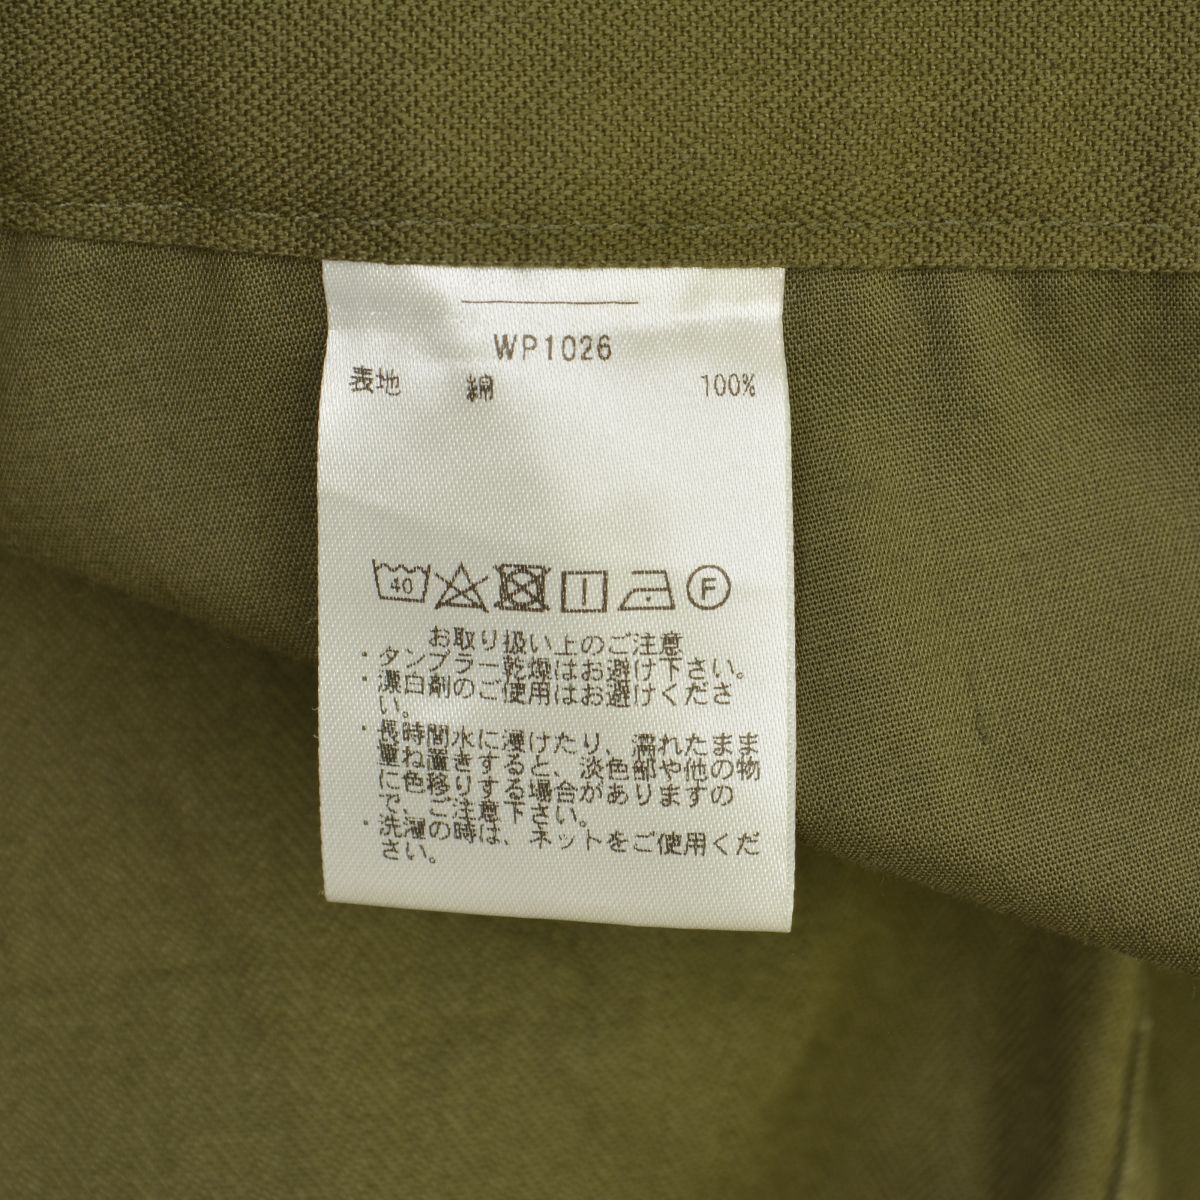 WP1026
表地 綿 100%
40 F
お取り扱い上のご注意
・タンブラー乾燥はお避け下さい。
・漂白剤のご使用はお避けくださ
い。
・長時間水に浸けたり、濡れたまま
重ね置きすると、淡色部や他の物
に色移りする場合がありますの
で、ご注意下さい。
・洗濯の時は、ネットをご使用くだ
さい。